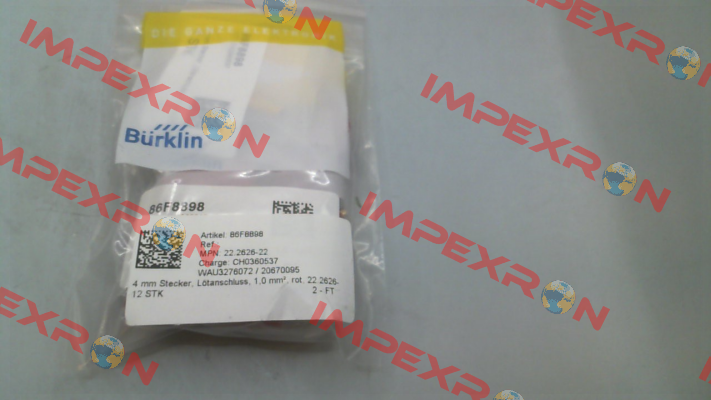 DIE GANZE ELEKTRONIK
Bürklin
86F8898
Artikel: 86F8898
Ref.
MPN: 22.2626-22
Charge: CH0360537
WAU3276072 / 20670095
4 mm Stecker, Lötanschluss, 1,0 mm², rot, 22.2626-
12 STK
2 - FT
IMPEXRON
IMPEXRON
IMPEXRON
IMPEXRON
IMPEXRON
IMPEXRON